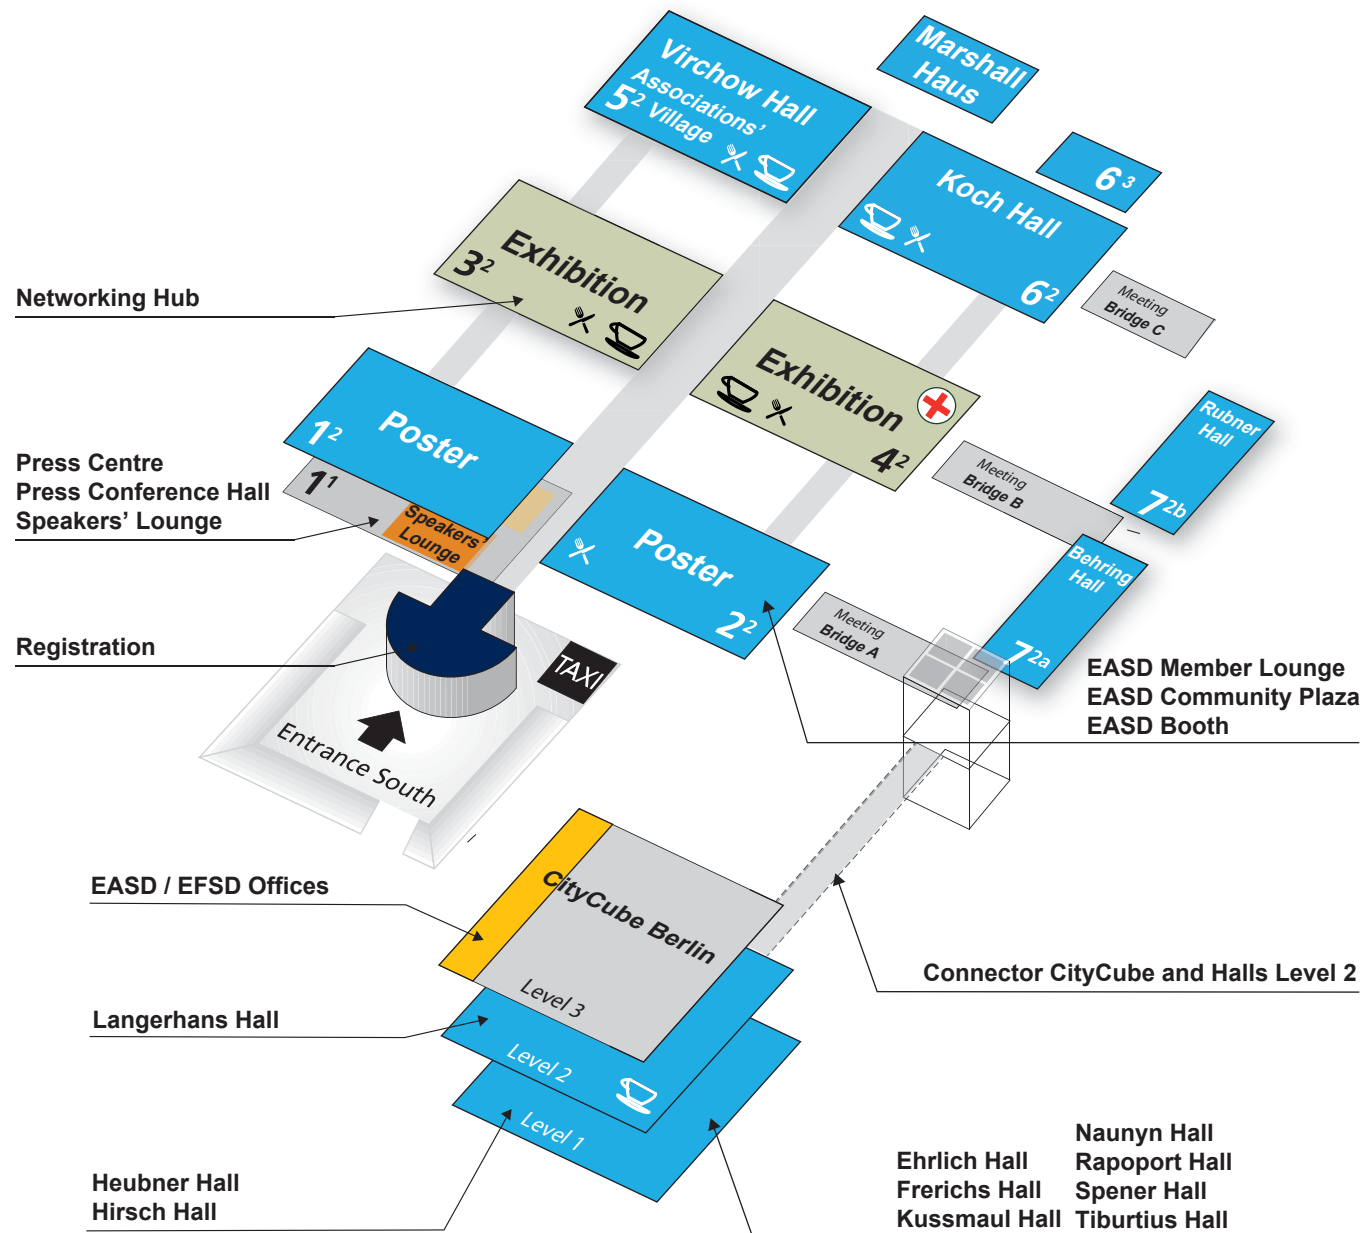 Virchow Hall
Associations'
5² Village
Marshall
Haus
6³
Koch Hall
6²
Exhibition
3²
Networking Hub
Meeting
Bridge C
Exhibition
4²
Poster
1²
Rubner
Hall
7²ᵇ
Meeting
Bridge B
Press Centre
Press Conference Hall
Speakers' Lounge
1¹
Speakers'
Lounge
Poster
2²
Behring
Hall
7²ᵃ
Meeting
Bridge A
Registration
TAXI
Entrance South
EASD Member Lounge
EASD Community Plaza
EASD Booth
EASD / EFSD Offices
CityCube Berlin
Level 3
Connector CityCube and Halls Level 2
Langerhans Hall
Level 2
Level 1
Heubner Hall
Hirsch Hall
Ehrlich Hall
Frerichs Hall
Kussmaul Hall
Naunyn Hall
Rapoport Hall
Spener Hall
Tiburtius Hall